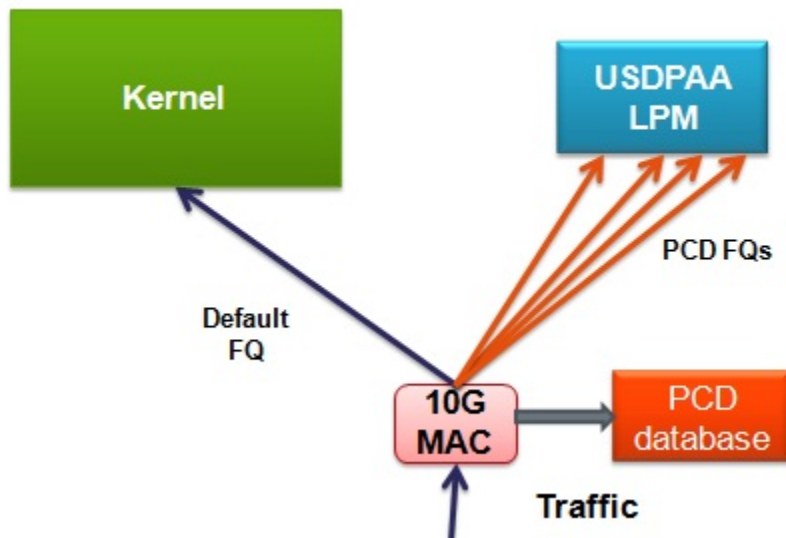 Kernel
USDPAA
LPM
PCD FQs
Default
FQ
10G
MAC
PCD
database
Traffic